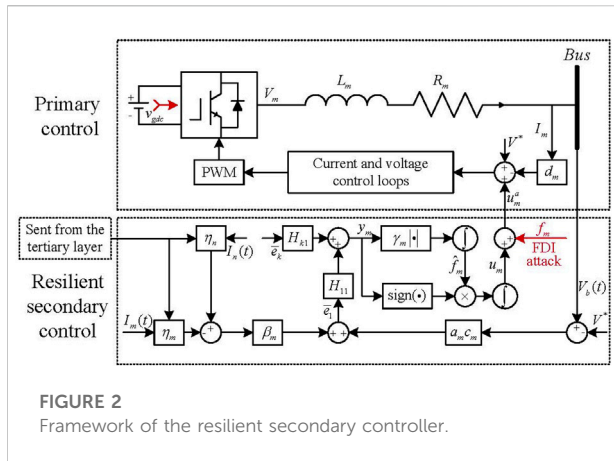 Bus
V_m
L_m
R_m
Primary
control
+
-
v_gdc
I_m
V*
PWM
Current and voltage
control loops
+
+
-
d_m
u_m^a
Sent from the
tertiary layer
η_n
I_n(t)
ē_k
H_k1
+
+
y_m
γ_m|•|
∫
+
+
f_m
FDI
attack
Resilient
secondary
control
H_11
f̂_m
u_m
sign(•)
×
∫
V_b(t)
I_m(t)
ē_1
V*
η_m
-
+
β_m
+ +
a_m c_m
+
-
FIGURE 2
Framework of the resilient secondary controller.